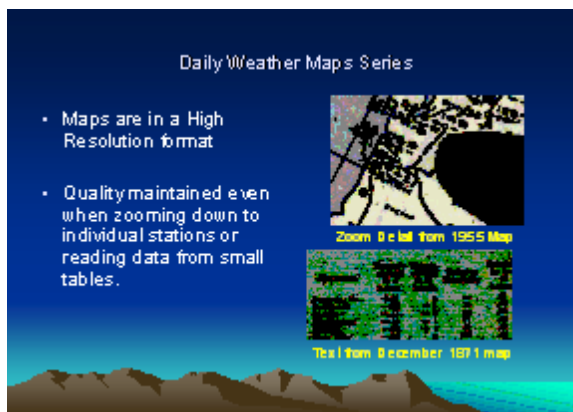 Daily Weather Maps Series
• Maps are in a High
Resolution format
• Quality maintained even
when zooming down to
individual stations or
reading data from small
tables.
Zoom Detail from 1955 Map
Text from December 1871 map